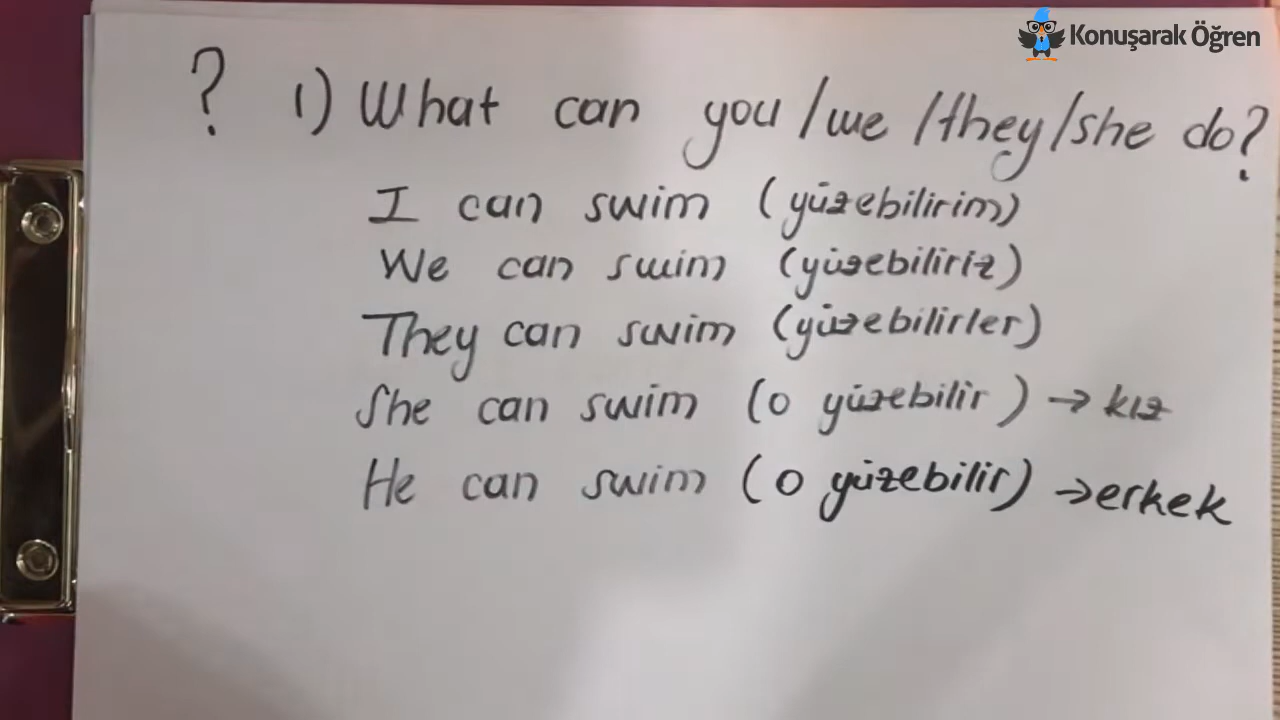 Konuşarak Öğren
? 1) What can you/we/they/she do?
I can swim (yüzebilirim)
We can swim (yüzebiliriz)
They can swim (yüzebilirler)
She can swim (o yüzebilir) → kız
He can swim (o yüzebilir) → erkek